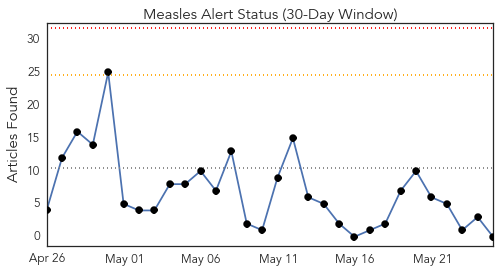 Measles Alert Status (30-Day Window)
Articles Found
30
25
20
15
10
5
0
Apr 26 May 01 May 06 May 11 May 16 May 21